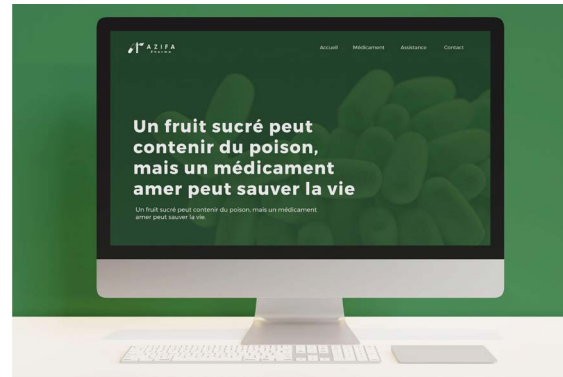 AZIFA
Pharma
Accueil Médicament Assistance Contact
Un fruit sucré peut
contenir du poison,
mais un médicament
amer peut sauver la vie
Un fruit sucré peut contenir du poison, mais un médicament
amer peut sauver la vie.